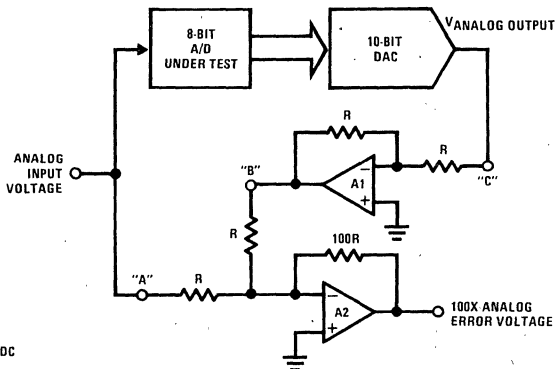 8-BIT
A/D
UNDER TEST
10-BIT
DAC
VANALOG OUTPUT
R
R
"C"
ANALOG
INPUT
VOLTAGE
"B"
A1
−
+
R
100R
"A"
R
−
A2
+
100X ANALOG
ERROR VOLTAGE
DC